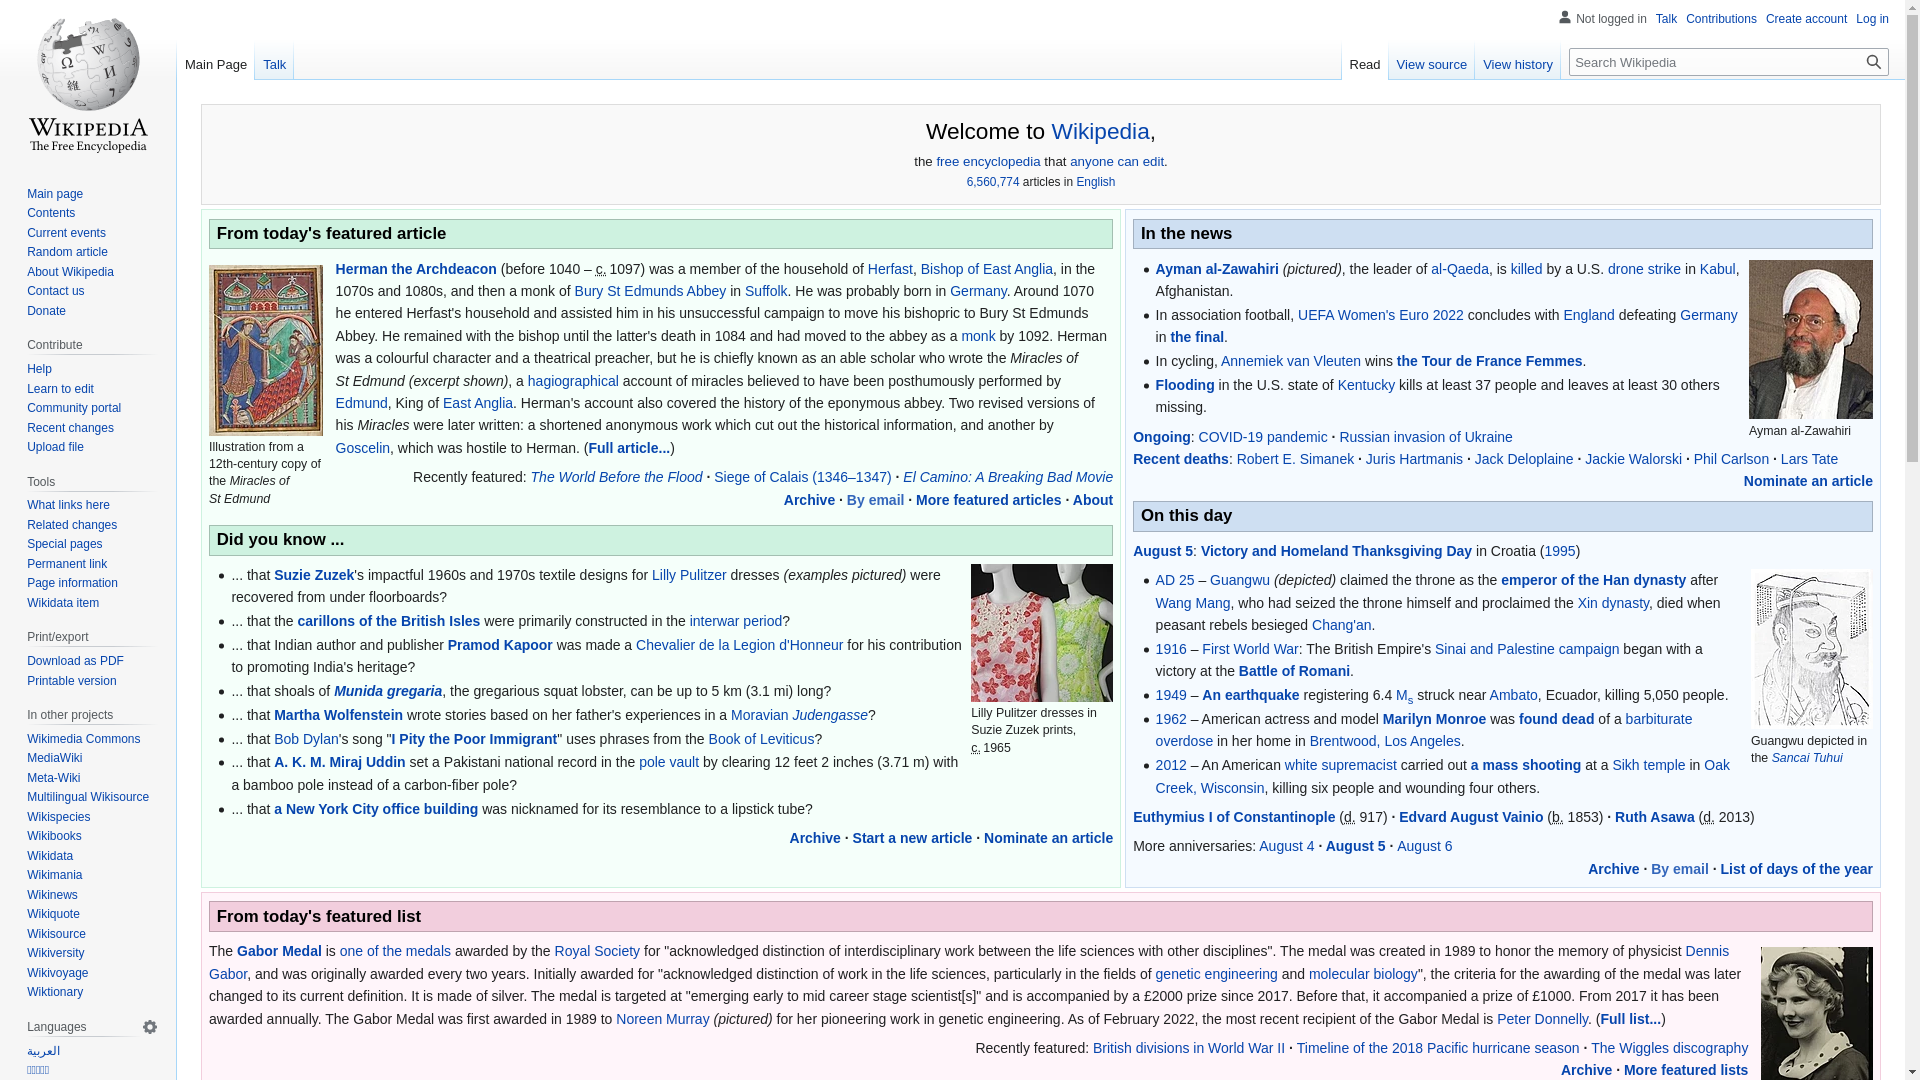 Not logged in Talk Contributions Create account Log in
Main Page Talk Read View source View history Search Wikipedia
WIKIPEDIA
The Free Encyclopedia
Main page
Contents
Current events
Random article
About Wikipedia
Contact us
Donate
Contribute
Help
Learn to edit
Community portal
Recent changes
Upload file
Tools
What links here
Related changes
Special pages
Permanent link
Page information
Wikidata item
Print/export
Download as PDF
Printable version
In other projects
Wikimedia Commons
MediaWiki
Meta-Wiki
Multilingual Wikisource
Wikispecies
Wikibooks
Wikidata
Wikimania
Wikinews
Wikiquote
Wikisource
Wikiversity
Wikivoyage
Wiktionary
Languages
العربية
Welcome to Wikipedia,
the free encyclopedia that anyone can edit.
6,560,774 articles in English
From today's featured article
Illustration from a
12th-century copy of
the Miracles of
St Edmund
Herman the Archdeacon (before 1040 – c. 1097) was a member of the household of Herfast, Bishop of East Anglia, in the
1070s and 1080s, and then a monk of Bury St Edmunds Abbey in Suffolk. He was probably born in Germany. Around 1070
he entered Herfast's household and assisted him in his unsuccessful campaign to move his bishopric to Bury St Edmunds
Abbey. He remained with the bishop until the latter's death in 1084 and had moved to the abbey as a monk by 1092. Herman
was a colourful character and a theatrical preacher, but he is chiefly known as an able scholar who wrote the Miracles of
St Edmund (excerpt shown), a hagiographical account of miracles believed to have been posthumously performed by
Edmund, King of East Anglia. Herman's account also covered the history of the eponymous abbey. Two revised versions of
his Miracles were later written: a shortened anonymous work which cut out the historical information, and another by
Goscelin, which was hostile to Herman. (Full article...)
Recently featured: The World Before the Flood · Siege of Calais (1346–1347) · El Camino: A Breaking Bad Movie
Archive · By email · More featured articles · About
Did you know ...
... that Suzie Zuzek's impactful 1960s and 1970s textile designs for Lilly Pulitzer dresses (examples pictured) were
recovered from under floorboards?
... that the carillons of the British Isles were primarily constructed in the interwar period?
... that Indian author and publisher Pramod Kapoor was made a Chevalier de la Legion d'Honneur for his contribution
to promoting India's heritage?
... that shoals of Munida gregaria, the gregarious squat lobster, can be up to 5 km (3.1 mi) long?
... that Martha Wolfenstein wrote stories based on her father's experiences in a Moravian Judengasse?
... that Bob Dylan's song "I Pity the Poor Immigrant" uses phrases from the Book of Leviticus?
... that A. K. M. Miraj Uddin set a Pakistani national record in the pole vault by clearing 12 feet 2 inches (3.71 m) with
a bamboo pole instead of a carbon-fiber pole?
... that a New York City office building was nicknamed for its resemblance to a lipstick tube?
Lilly Pulitzer dresses in
Suzie Zuzek prints,
c. 1965
Archive · Start a new article · Nominate an article
In the news
Ayman al-Zawahiri (pictured), the leader of al-Qaeda, is killed by a U.S. drone strike in Kabul,
Afghanistan.
In association football, UEFA Women's Euro 2022 concludes with England defeating Germany
in the final.
In cycling, Annemiek van Vleuten wins the Tour de France Femmes.
Flooding in the U.S. state of Kentucky kills at least 37 people and leaves at least 30 others
missing.
Ayman al-Zawahiri
Ongoing: COVID-19 pandemic · Russian invasion of Ukraine
Recent deaths: Robert E. Simanek · Juris Hartmanis · Jack Deloplaine · Jackie Walorski · Phil Carlson · Lars Tate
Nominate an article
On this day
August 5: Victory and Homeland Thanksgiving Day in Croatia (1995)
AD 25 – Guangwu (depicted) claimed the throne as the emperor of the Han dynasty after
Wang Mang, who had seized the throne himself and proclaimed the Xin dynasty, died when
peasant rebels besieged Chang'an.
1916 – First World War: The British Empire's Sinai and Palestine campaign began with a
victory at the Battle of Romani.
1949 – An earthquake registering 6.4 Ms struck near Ambato, Ecuador, killing 5,050 people.
1962 – American actress and model Marilyn Monroe was found dead of a barbiturate
overdose in her home in Brentwood, Los Angeles.
2012 – An American white supremacist carried out a mass shooting at a Sikh temple in Oak
Creek, Wisconsin, killing six people and wounding four others.
Guangwu depicted in
the Sancai Tuhui
Euthymius I of Constantinople (d. 917) · Edvard August Vainio (b. 1853) · Ruth Asawa (d. 2013)
More anniversaries: August 4 · August 5 · August 6
Archive · By email · List of days of the year
From today's featured list
The Gabor Medal is one of the medals awarded by the Royal Society for "acknowledged distinction of interdisciplinary work between the life sciences with other disciplines". The medal was created in 1989 to honor the memory of physicist Dennis
Gabor, and was originally awarded every two years. Initially awarded for "acknowledged distinction of work in the life sciences, particularly in the fields of genetic engineering and molecular biology", the criteria for the awarding of the medal was later
changed to its current definition. It is made of silver. The medal is targeted at "emerging early to mid career stage scientist[s]" and is accompanied by a £2000 prize since 2017. Before that, it accompanied a prize of £1000. From 2017 it has been
awarded annually. The Gabor Medal was first awarded in 1989 to Noreen Murray (pictured) for her pioneering work in genetic engineering. As of February 2022, the most recent recipient of the Gabor Medal is Peter Donnelly. (Full list...)
Recently featured: British divisions in World War II · Timeline of the 2018 Pacific hurricane season · The Wiggles discography
Archive · More featured lists